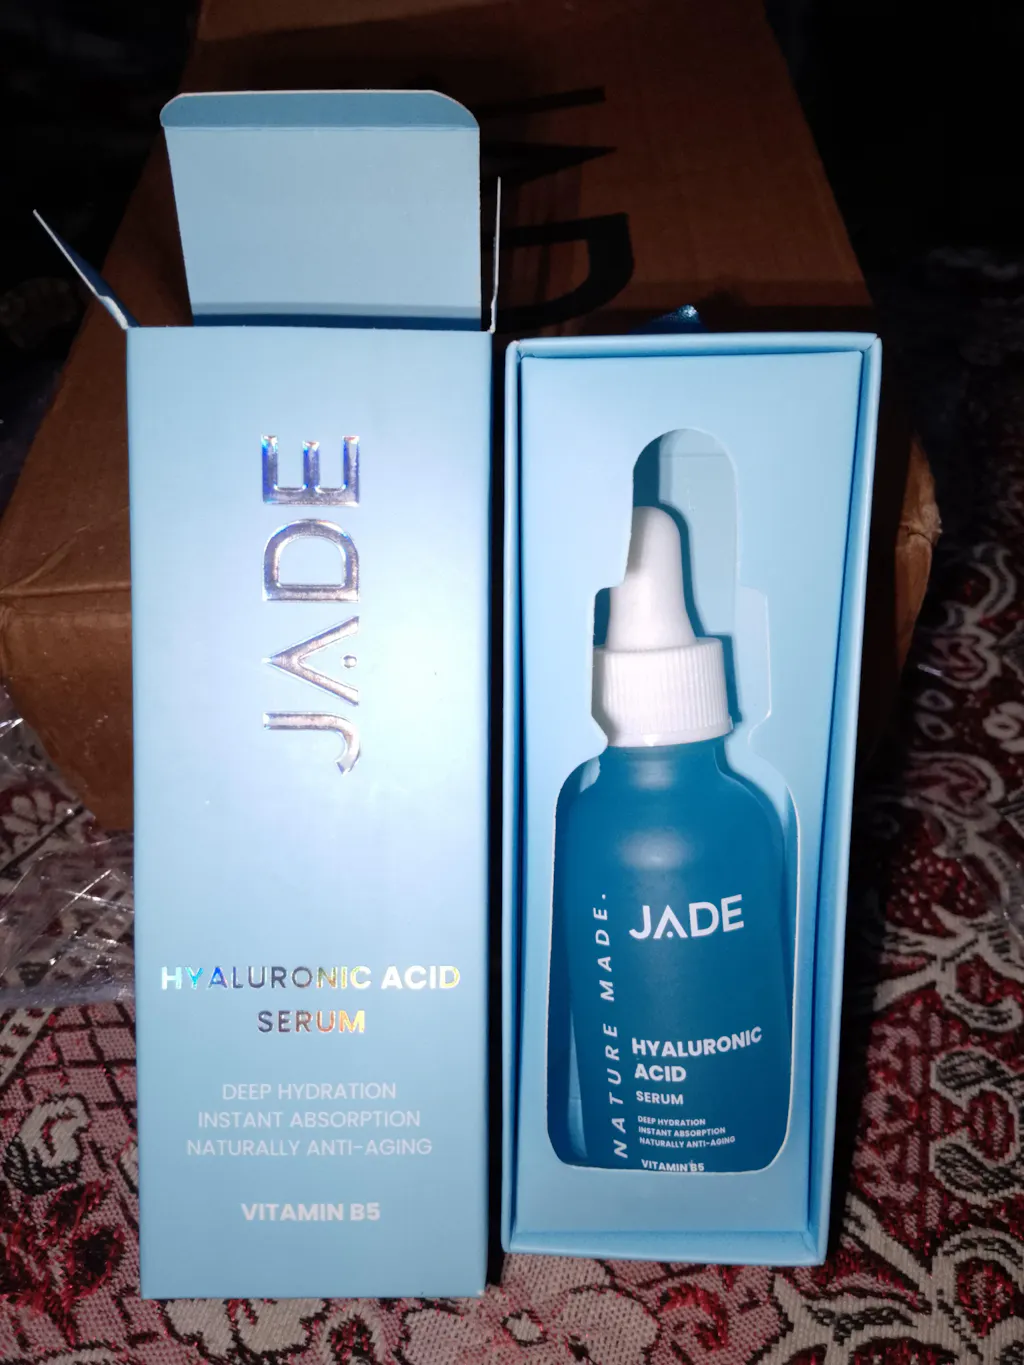 JADE
HYALURONIC ACID
SERUM
DEEP HYDRATION
INSTANT ABSORPTION
NATURALLY ANTI-AGING
VITAMIN B5
NATURE MADE.
JADE
HYALURONIC
ACID
SERUM
DEEP HYDRATION
INSTANT ABSORPTION
NATURALLY ANTI-AGING
VITAMIN B5